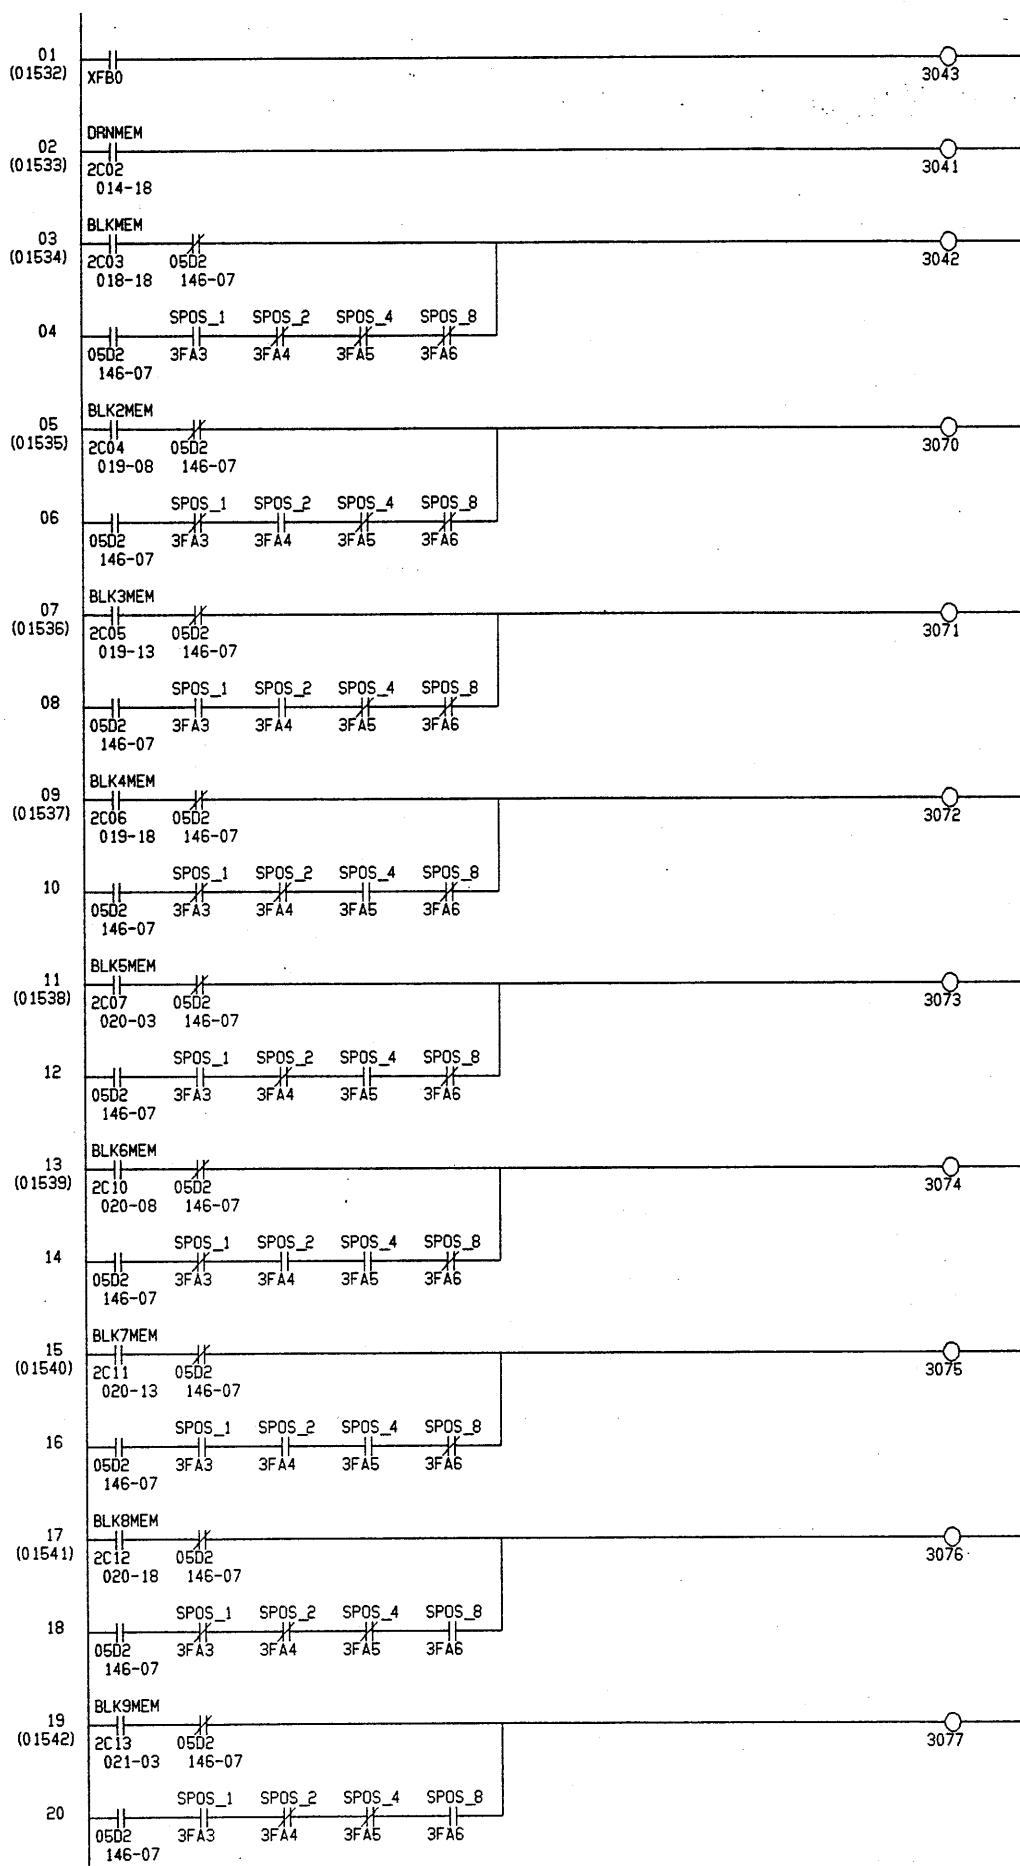 01
(01532) XFB0 3043
DRNMEM
02
(01533) 2C02 3041
014-18
BLKMEM
03
(01534) 2C03 05D2 3042
018-18 146-07
SPOS_1 SPOS_2 SPOS_4 SPOS_8
04
05D2 3FA3 3FA4 3FA5 3FA6
146-07
BLK2MEM
05
(01535) 2C04 05D2 3070
019-08 146-07
SPOS_1 SPOS_2 SPOS_4 SPOS_8
06
05D2 3FA3 3FA4 3FA5 3FA6
146-07
BLK3MEM
07
(01536) 2C05 05D2 3071
019-13 146-07
SPOS_1 SPOS_2 SPOS_4 SPOS_8
08
05D2 3FA3 3FA4 3FA5 3FA6
146-07
BLK4MEM
09
(01537) 2C06 05D2 3072
019-18 146-07
SPOS_1 SPOS_2 SPOS_4 SPOS_8
10
05D2 3FA3 3FA4 3FA5 3FA6
146-07
BLK5MEM
11
(01538) 2C07 05D2 3073
020-03 146-07
SPOS_1 SPOS_2 SPOS_4 SPOS_8
12
05D2 3FA3 3FA4 3FA5 3FA6
146-07
BLK6MEM
13
(01539) 2C10 05D2 3074
020-08 146-07
SPOS_1 SPOS_2 SPOS_4 SPOS_8
14
05D2 3FA3 3FA4 3FA5 3FA6
146-07
BLK7MEM
15
(01540) 2C11 05D2 3075
020-13 146-07
SPOS_1 SPOS_2 SPOS_4 SPOS_8
16
05D2 3FA3 3FA4 3FA5 3FA6
146-07
BLK8MEM
17
(01541) 2C12 05D2 3076
020-18 146-07
SPOS_1 SPOS_2 SPOS_4 SPOS_8
18
05D2 3FA3 3FA4 3FA5 3FA6
146-07
BLK9MEM
19
(01542) 2C13 05D2 3077
021-03 146-07
SPOS_1 SPOS_2 SPOS_4 SPOS_8
20
05D2 3FA3 3FA4 3FA5 3FA6
146-07